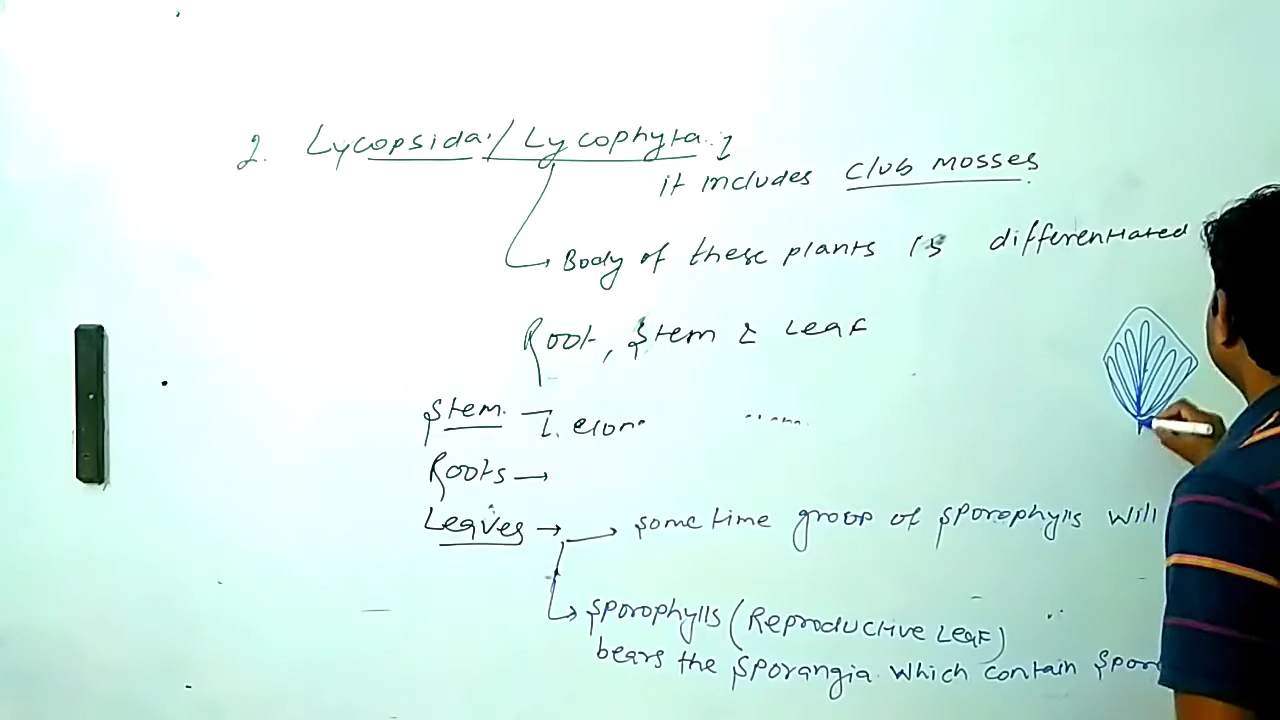 2. Lycopsida / Lycophyta :
it includes club mosses
Body of these plants is differentiated
Root, Stem & Leaf
Stem
Roots →
Leaves → → some time group of sporophylls will
Sporophylls (Reproductive Leaf)
bears the sporangia which contain